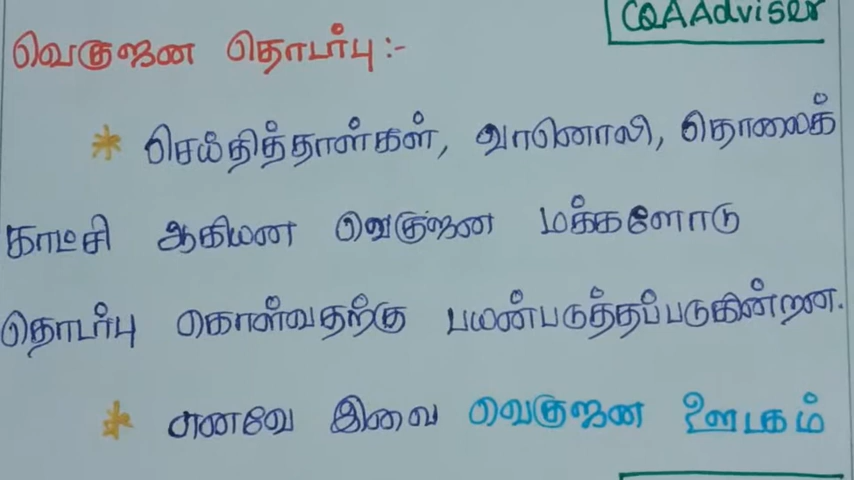 CQAAdviser
வெகுஜன தொடர்பு:-
* செய்தித்தாள்கள், வானொலி, தொலைக்
காட்சி ஆகியன வெகுஜன மக்களோடு
தொடர்பு கொள்வதற்கு பயன்படுத்தப்படுகின்றன.
* எனவே இவை வெகுஜன ஊடகம்